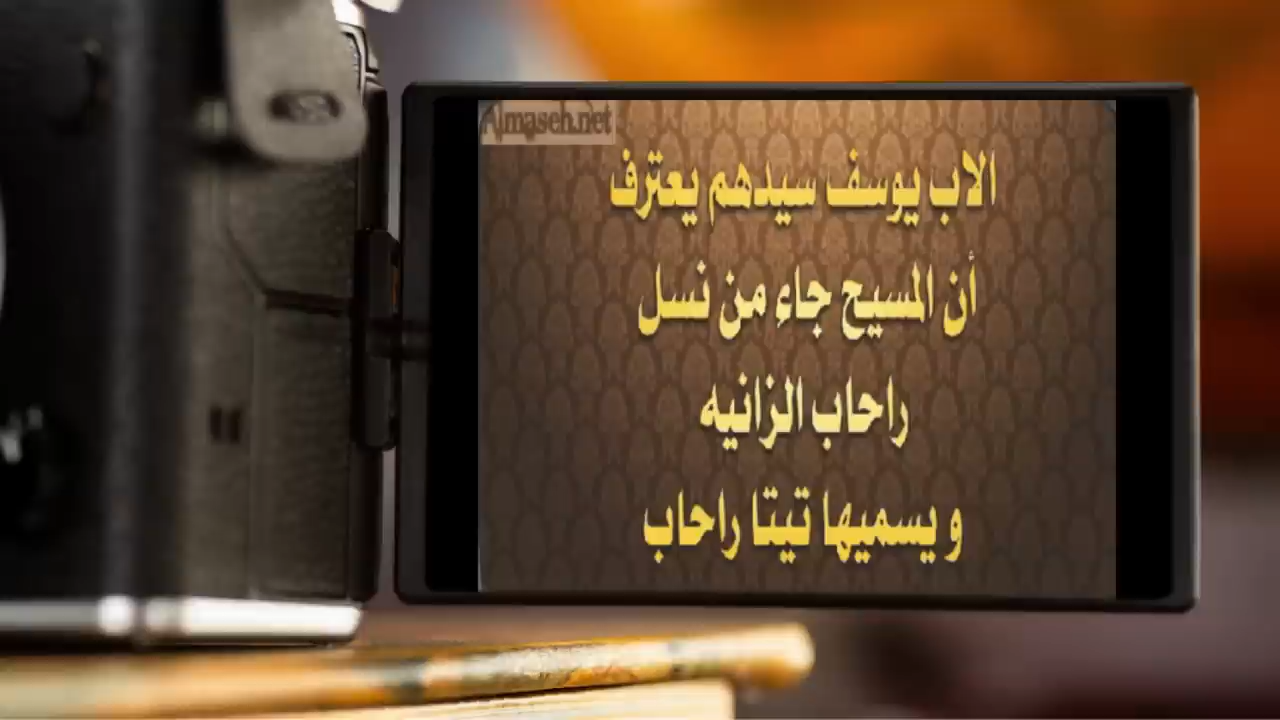 Almaseh.net
الاب يوسف سيدهم يعترف
أن المسيح جاء من نسل
راحاب الزانيه
و يسميها تيتا راحاب